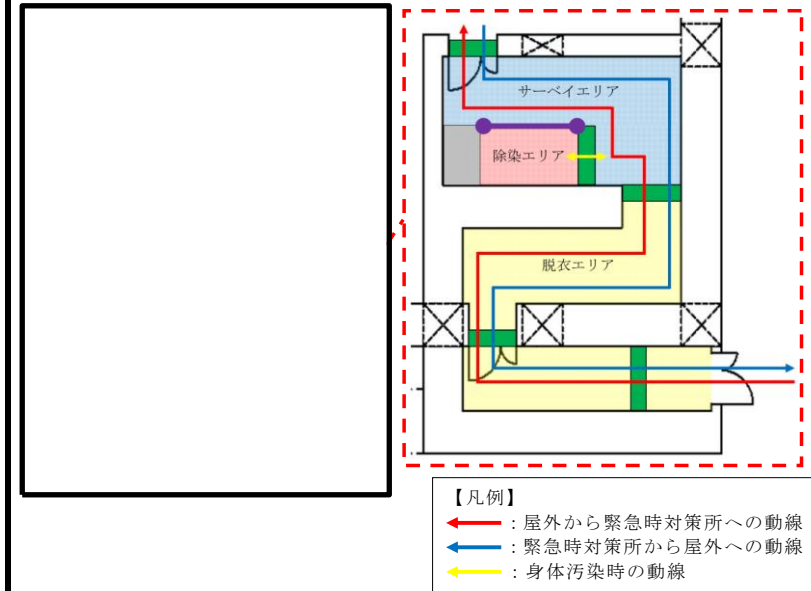 サーベイエリア
除染エリア
脱衣エリア
【凡例】
：屋外から緊急時対策所への動線
：緊急時対策所から屋外への動線
：身体汚染時の動線